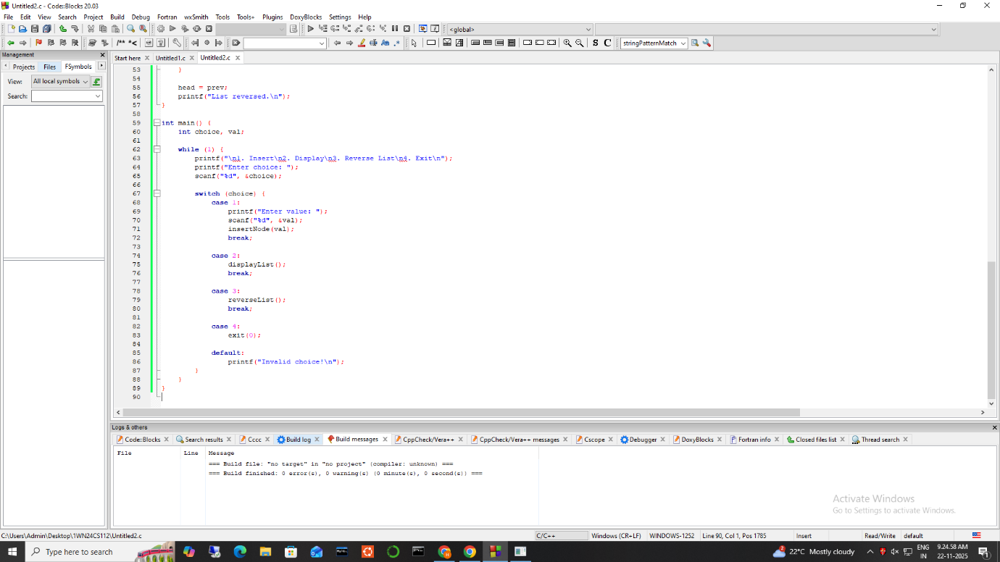 Untitled2.c - Code::Blocks 20.03
File Edit View Search Project Build Debug Fortran wxSmith Tools Tools+ Plugins DoxyBlocks Settings Help
<global>
/** *< S C stringPatternMatch
Management
Start here Untitled1.c Untitled2.c
Projects Files FSymbols
View: All local symbols
Search:
53 }
54
55 head = prev;
56 printf("List reversed.\n");
57 }
58
59 int main() {
60 int choice, val;
61
62 while (1) {
63 printf("\n1. Insert\n2. Display\n3. Reverse List\n4. Exit\n");
64 printf("Enter choice: ");
65 scanf("%d", &choice);
66
67 switch (choice) {
68 case 1:
69 printf("Enter value: ");
70 scanf("%d", &val);
71 insertNode(val);
72 break;
73
74 case 2:
75 displayList();
76 break;
77
78 case 3:
79 reverseList();
80 break;
81
82 case 4:
83 exit(0);
84
85 default:
86 printf("Invalid choice!\n");
87 }
88 }
89 }
90
Logs & others
Code::Blocks Search results Cccc Build log Build messages CppCheck/Vera++ CppCheck/Vera++ messages Cscope Debugger DoxyBlocks Fortran info Closed files list Thread search
File Line Message
=== Build file: "no target" in "no project" (compiler: unknown) ===
=== Build finished: 0 error(s), 0 warning(s) (0 minute(s), 0 second(s)) ===
Activate Windows
Go to Settings to activate Windows.
C:\Users\Admin\Desktop\1WN24CS112\Untitled2.c C/C++ Windows (CR+LF) WINDOWS-1252 Line 90, Col 1, Pos 1785 Insert Read/Write default
Type here to search
22°C Mostly cloudy
ENG
IN
9.24.58 AM
22-11-2025